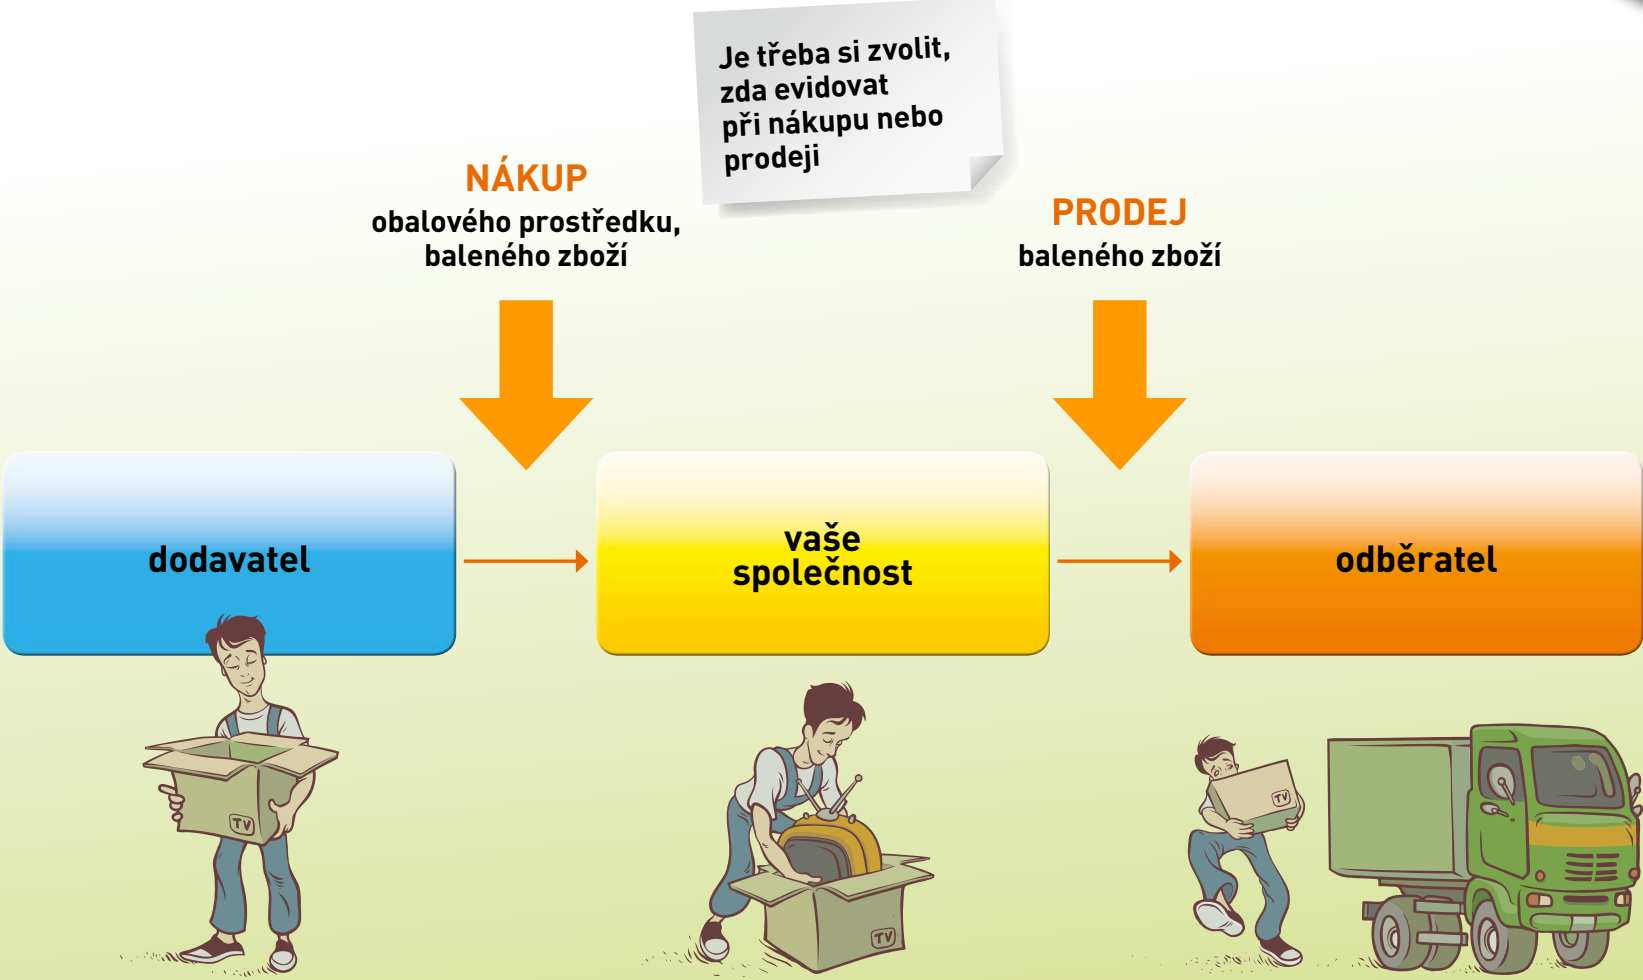 Je třeba si zvolit,
zda evidovat
při nákupu nebo
prodeji
NÁKUP
obalového prostředku,
baleného zboží
PRODEJ
baleného zboží
dodavatel
vaše
společnost
odběratel
TV
TV
TV